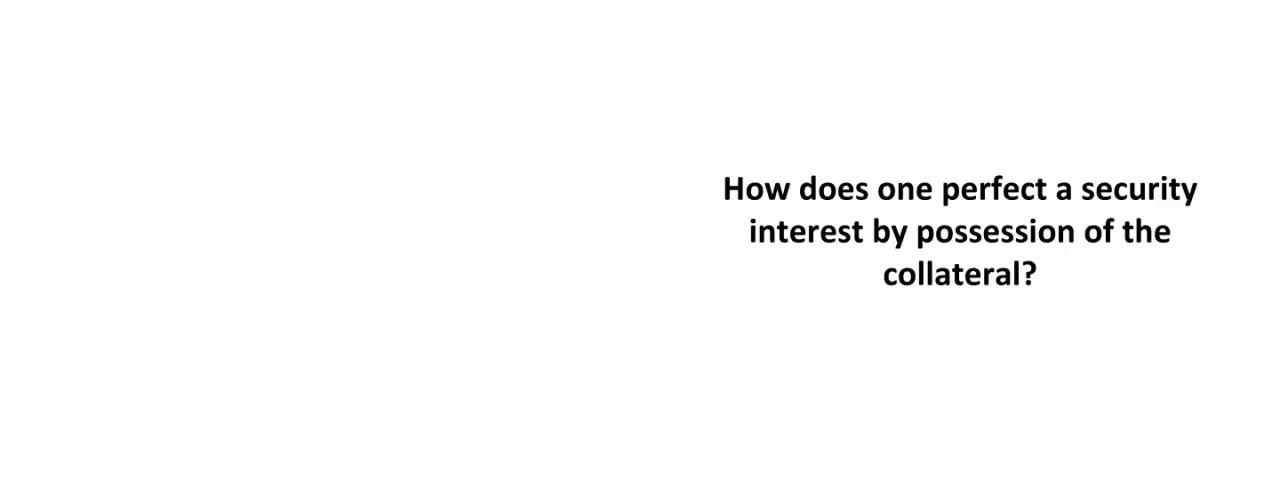 How does one perfect a security
interest by possession of the
collateral?